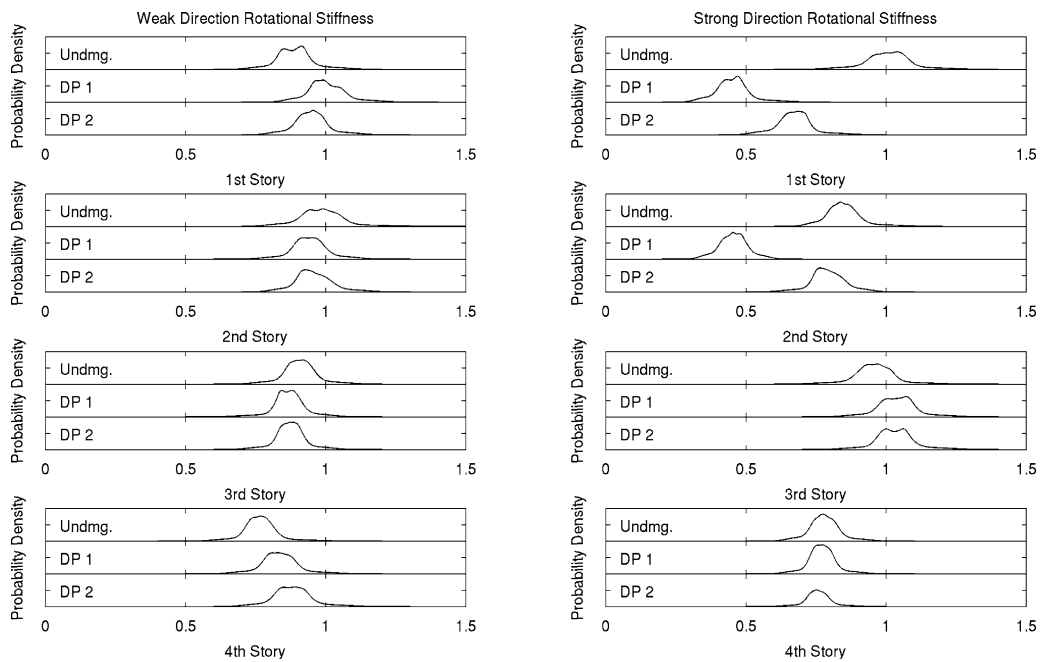 Weak Direction Rotational Stiffness
Probability Density
Undmg.
DP 1
DP 2
0 0.5 1 1.5
1st Story
Probability Density
Undmg.
DP 1
DP 2
0 0.5 1 1.5
2nd Story
Probability Density
Undmg.
DP 1
DP 2
0 0.5 1 1.5
3rd Story
Probability Density
Undmg.
DP 1
DP 2
0 0.5 1 1.5
4th Story
Strong Direction Rotational Stiffness
Probability Density
Undmg.
DP 1
DP 2
0 0.5 1 1.5
1st Story
Probability Density
Undmg.
DP 1
DP 2
0 0.5 1 1.5
2nd Story
Probability Density
Undmg.
DP 1
DP 2
0 0.5 1 1.5
3rd Story
Probability Density
Undmg.
DP 1
DP 2
0 0.5 1 1.5
4th Story